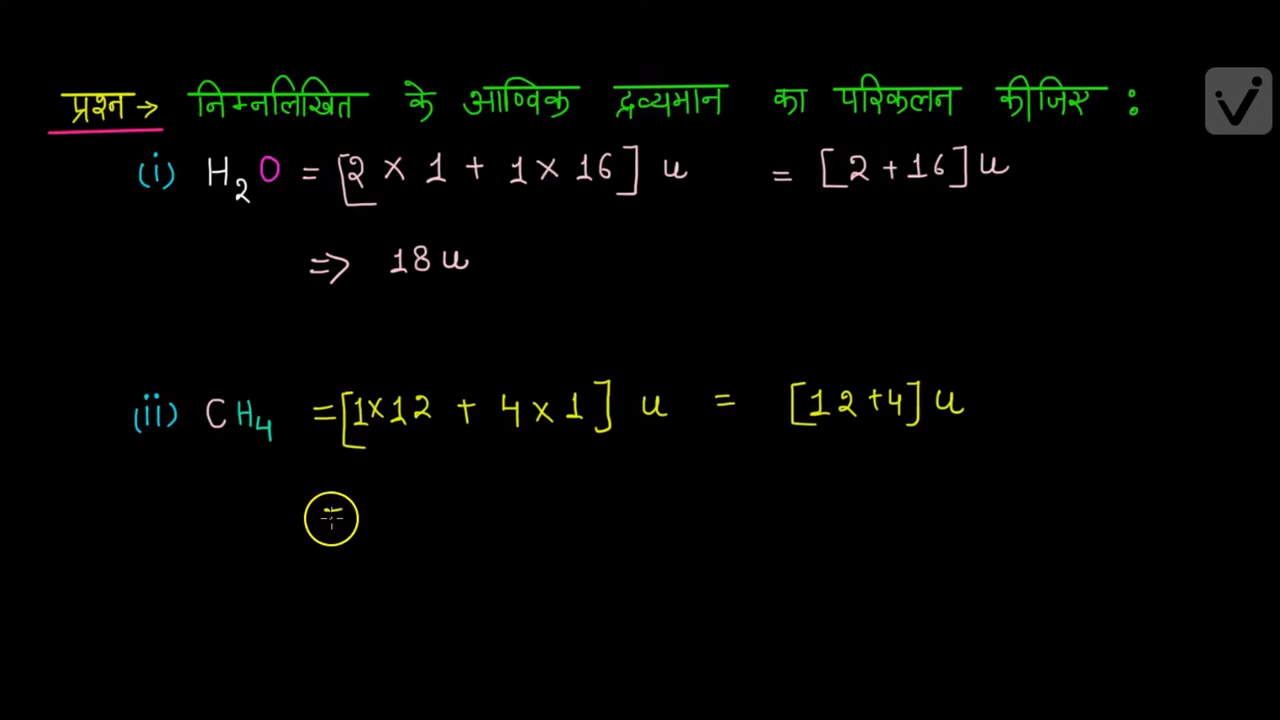 प्रश्न → निम्नलिखित के आण्विक द्रव्यमान का परिकलन कीजिए :
(i) H₂O = [2 × 1 + 1 × 16] u = [2 + 16] u
=> 18 u
(ii) CH₄ = [1 × 12 + 4 × 1] u = [12 + 4] u